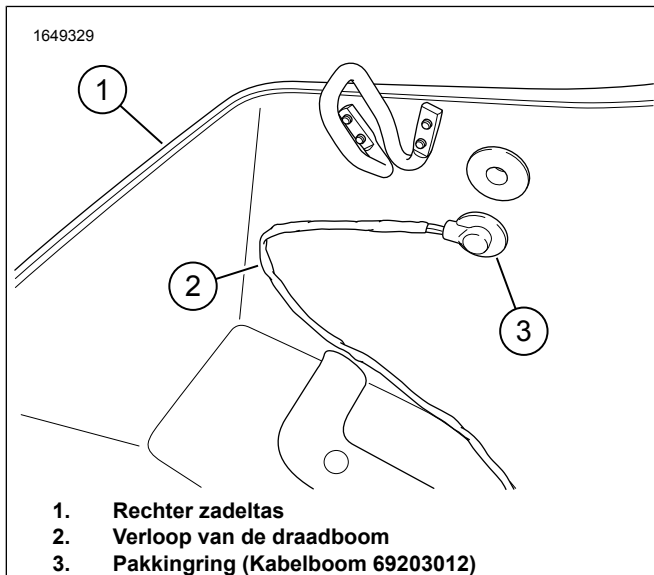 1649329
1
2
3
1. Rechter zadeltas
2. Verloop van de draadboom
3. Pakkingring (Kabelboom 69203012)